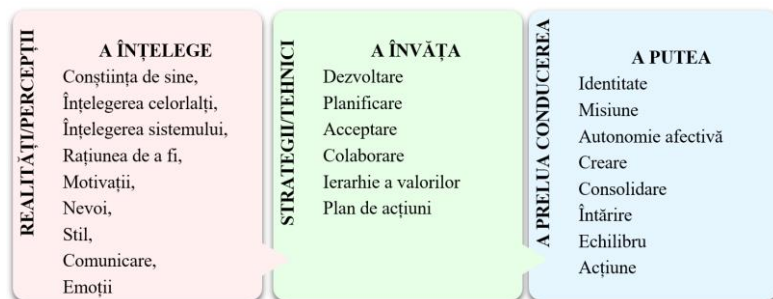 REALITĂȚI/PERCEPȚII
A ÎNȚELEGE
Conștiința de sine,
Înțelegerea celorlalți,
Înțelegerea sistemului,
Rațiunea de a fi,
Motivații,
Nevoi,
Stil,
Comunicare,
Emoții
STRATEGII/TEHNICI
A ÎNVĂȚA
Dezvoltare
Planificare
Acceptare
Colaborare
Ierarhie a valorilor
Plan de acțiuni
A PRELUA CONDUCEREA
A PUTEA
Identitate
Misiune
Autonomie afectivă
Creare
Consolidare
Întărire
Echilibru
Acțiune